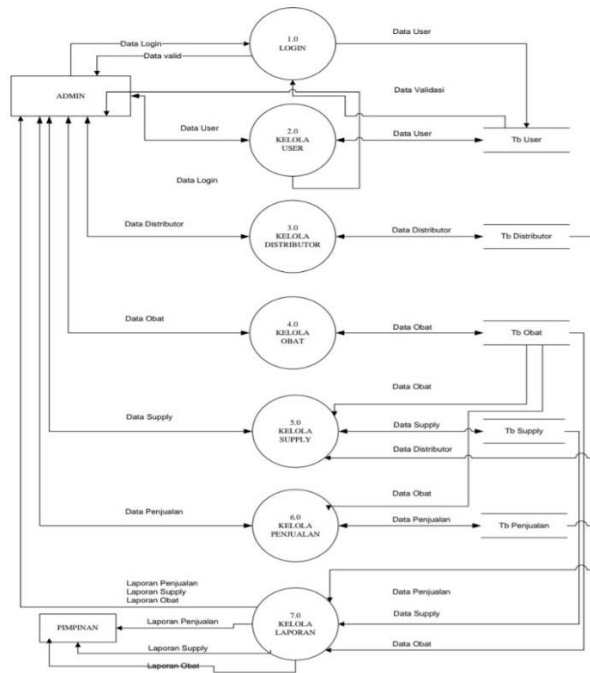 Data User
1.0
LOGIN
Data Login
Data valid
ADMIN
Data Validasi
Data User
2.0
KELOLA
USER
Data User
Tb User
Data Login
Data Distributor
3.0
KELOLA
DISTRIBUTOR
Data Distributor
Tb Distributor
Data Obat
4.0
KELOLA
OBAT
Data Obat
Tb Obat
Data Obat
Data Supply
5.0
KELOLA
SUPPLY
Data Supply
Tb Supply
Data Distributor
Data Obat
Data Penjualan
6.0
KELOLA
PENJUALAN
Data Penjualan
Tb Penjualan
Laporan Penjualan
Laporan Supply
Laporan Obat
Data Penjualan
PIMPINAN
Laporan Penjualan
7.0
KELOLA
LAPORAN
Data Supply
Laporan Supply
Data Obat
Laporan Obat